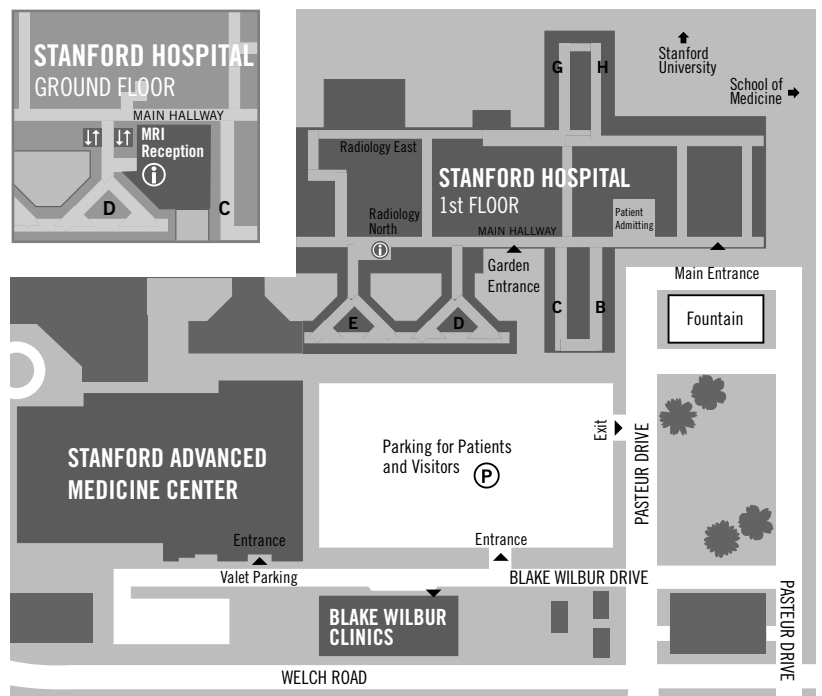 STANFORD HOSPITAL
GROUND FLOOR
MAIN HALLWAY
MRI
Reception
D
C
G
H
Stanford
University
School of
Medicine
Radiology East
STANFORD HOSPITAL
1st FLOOR
Radiology
North
MAIN HALLWAY
Patient
Admitting
Garden
Entrance
Main Entrance
E
D
C
B
Fountain
STANFORD ADVANCED
MEDICINE CENTER
Parking for Patients
and Visitors
P
Exit
PASTEUR DRIVE
Entrance
Entrance
Valet Parking
BLAKE WILBUR DRIVE
BLAKE WILBUR
CLINICS
PASTEUR DRIVE
WELCH ROAD